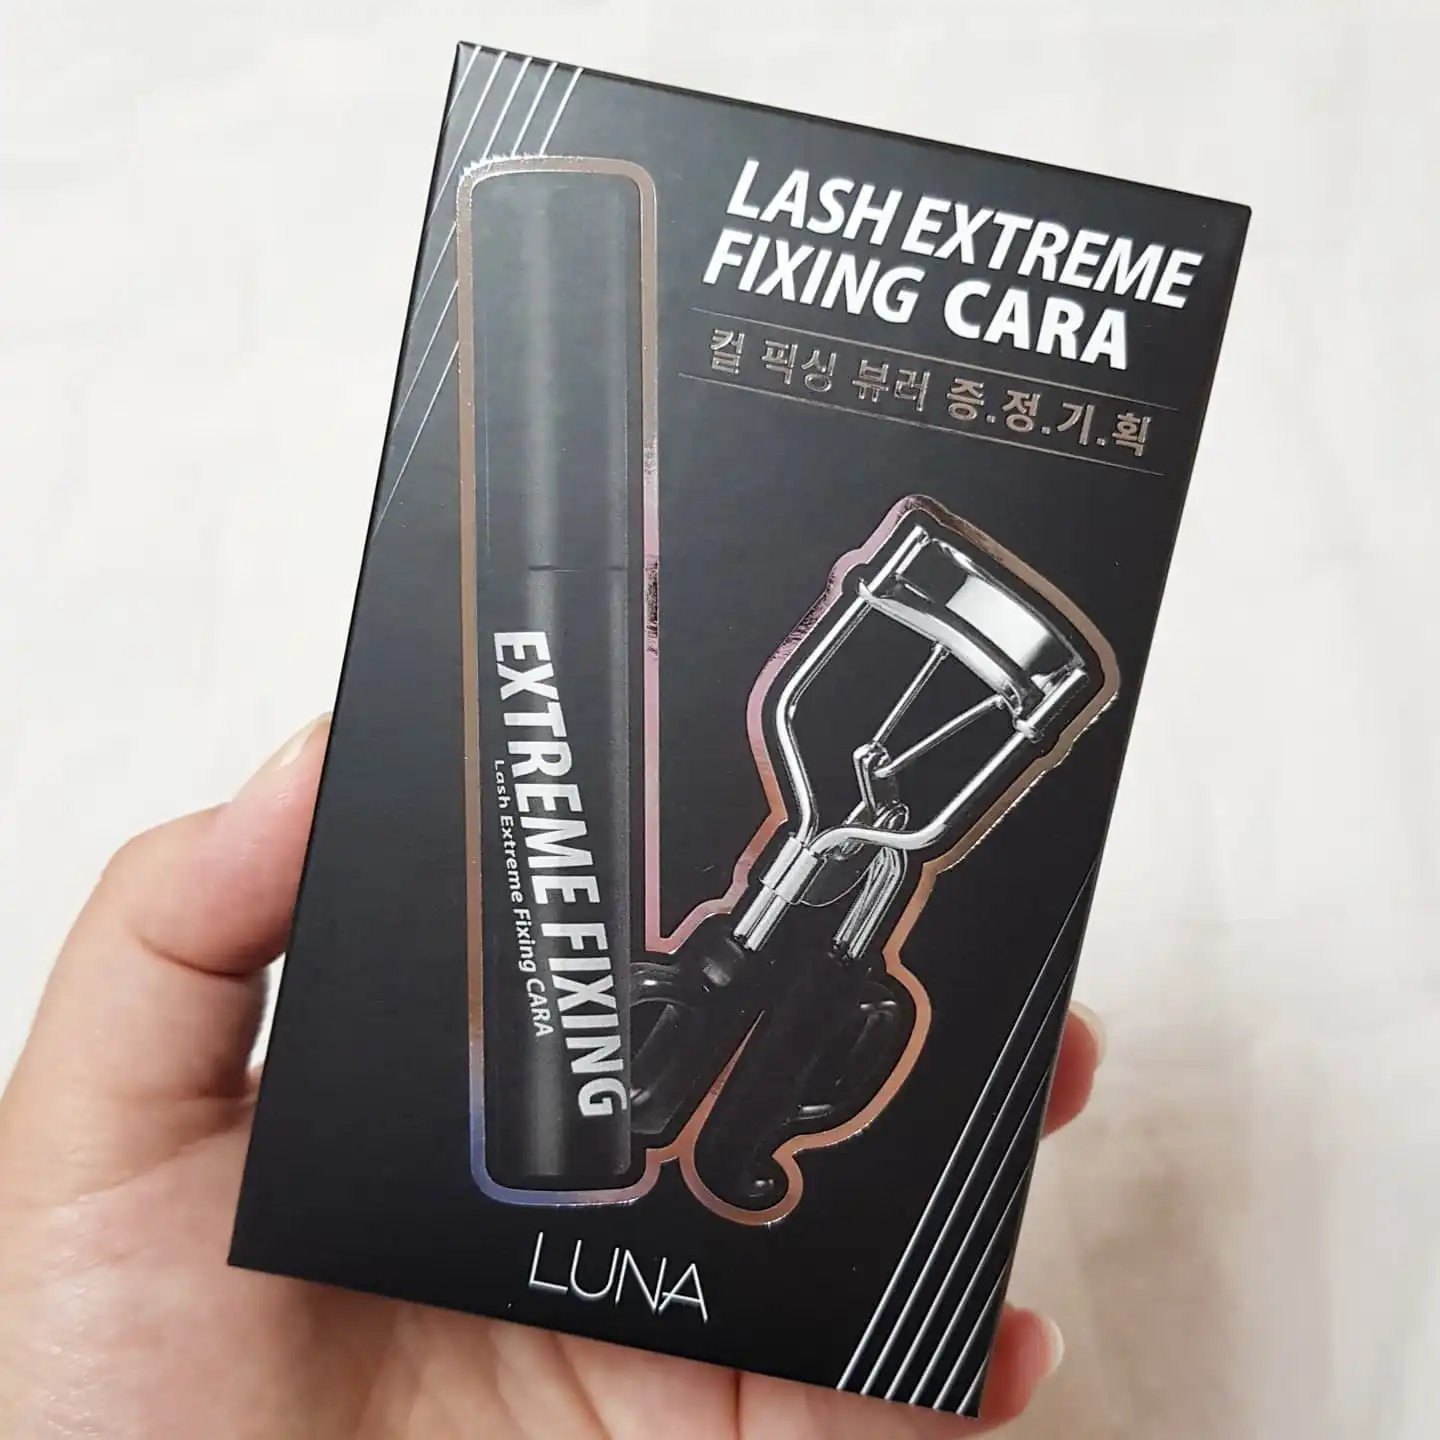 LASH EXTREME
FIXING CARA
컬 픽싱 뷰러 증.정.기.획
EXTREME FIXING
Lash Extreme Fixing CARA
LUNA